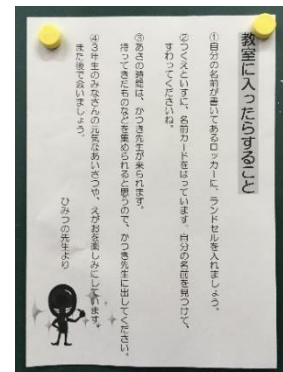 教室に入ったらすること
①自分の名前が書いてあるロッカーに、ランドセルを入れましょう。
②つくえといすに、名前カードをはっています。自分の名前を見つけて、
すわってくださいね。
③あさの時間は、かつき先生が来られます。
持ってきたものなどを集められると思うので、かつき先生に出してください。
④3年生のみなさんの元気なあいさつや、えがおを楽しみにしています。
また後で会いましょう。
ひみつの先生より